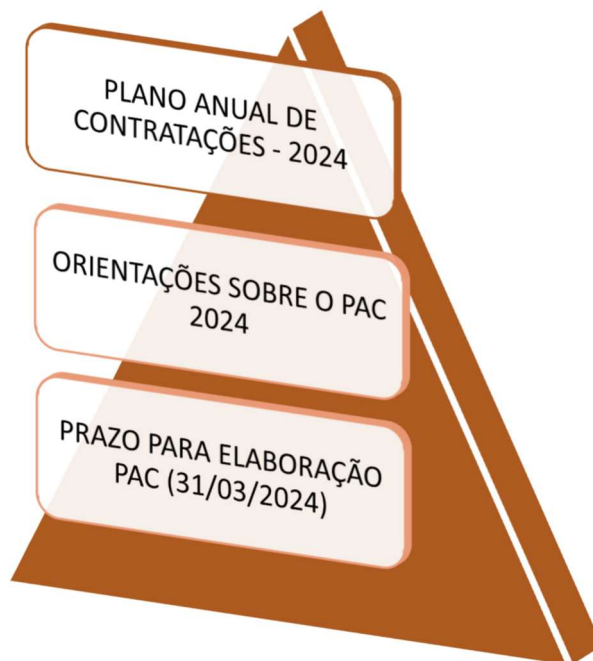 PLANO ANUAL DE
CONTRATAÇÕES - 2024
ORIENTAÇÕES SOBRE O PAC
2024
PRAZO PARA ELABORAÇÃO
PAC (31/03/2024)